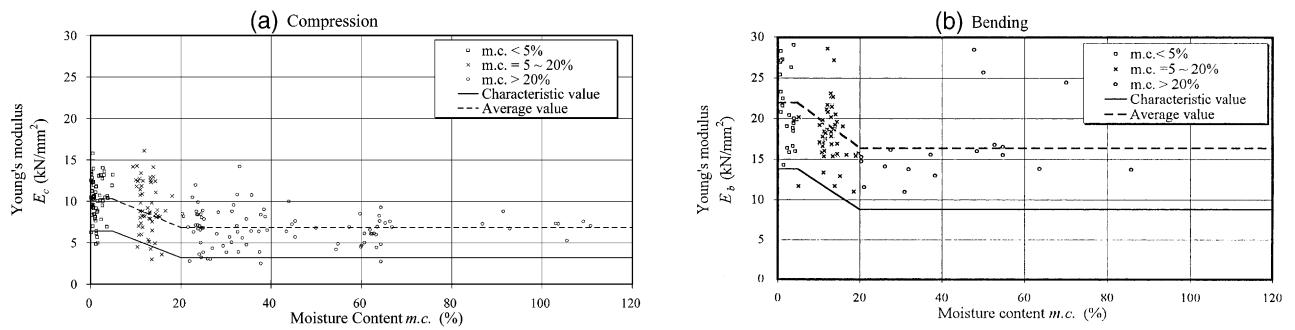 (a) Compression
30
25
20
15
10
5
0
Young's modulus
E_c (kN/mm²)
m.c. < 5%
m.c. = 5 ~ 20%
m.c. > 20%
Characteristic value
Average value
0 20 40 60 80 100 120
Moisture Content m.c. (%)
(b) Bending
30
25
20
15
10
5
0
Young's modulus
E_b (kN/mm²)
m.c.< 5%
m.c. =5 ~ 20%
m.c. > 20%
Characteristic value
Average value
0 20 40 60 80 100 120
Moisture Content m.c. (%)